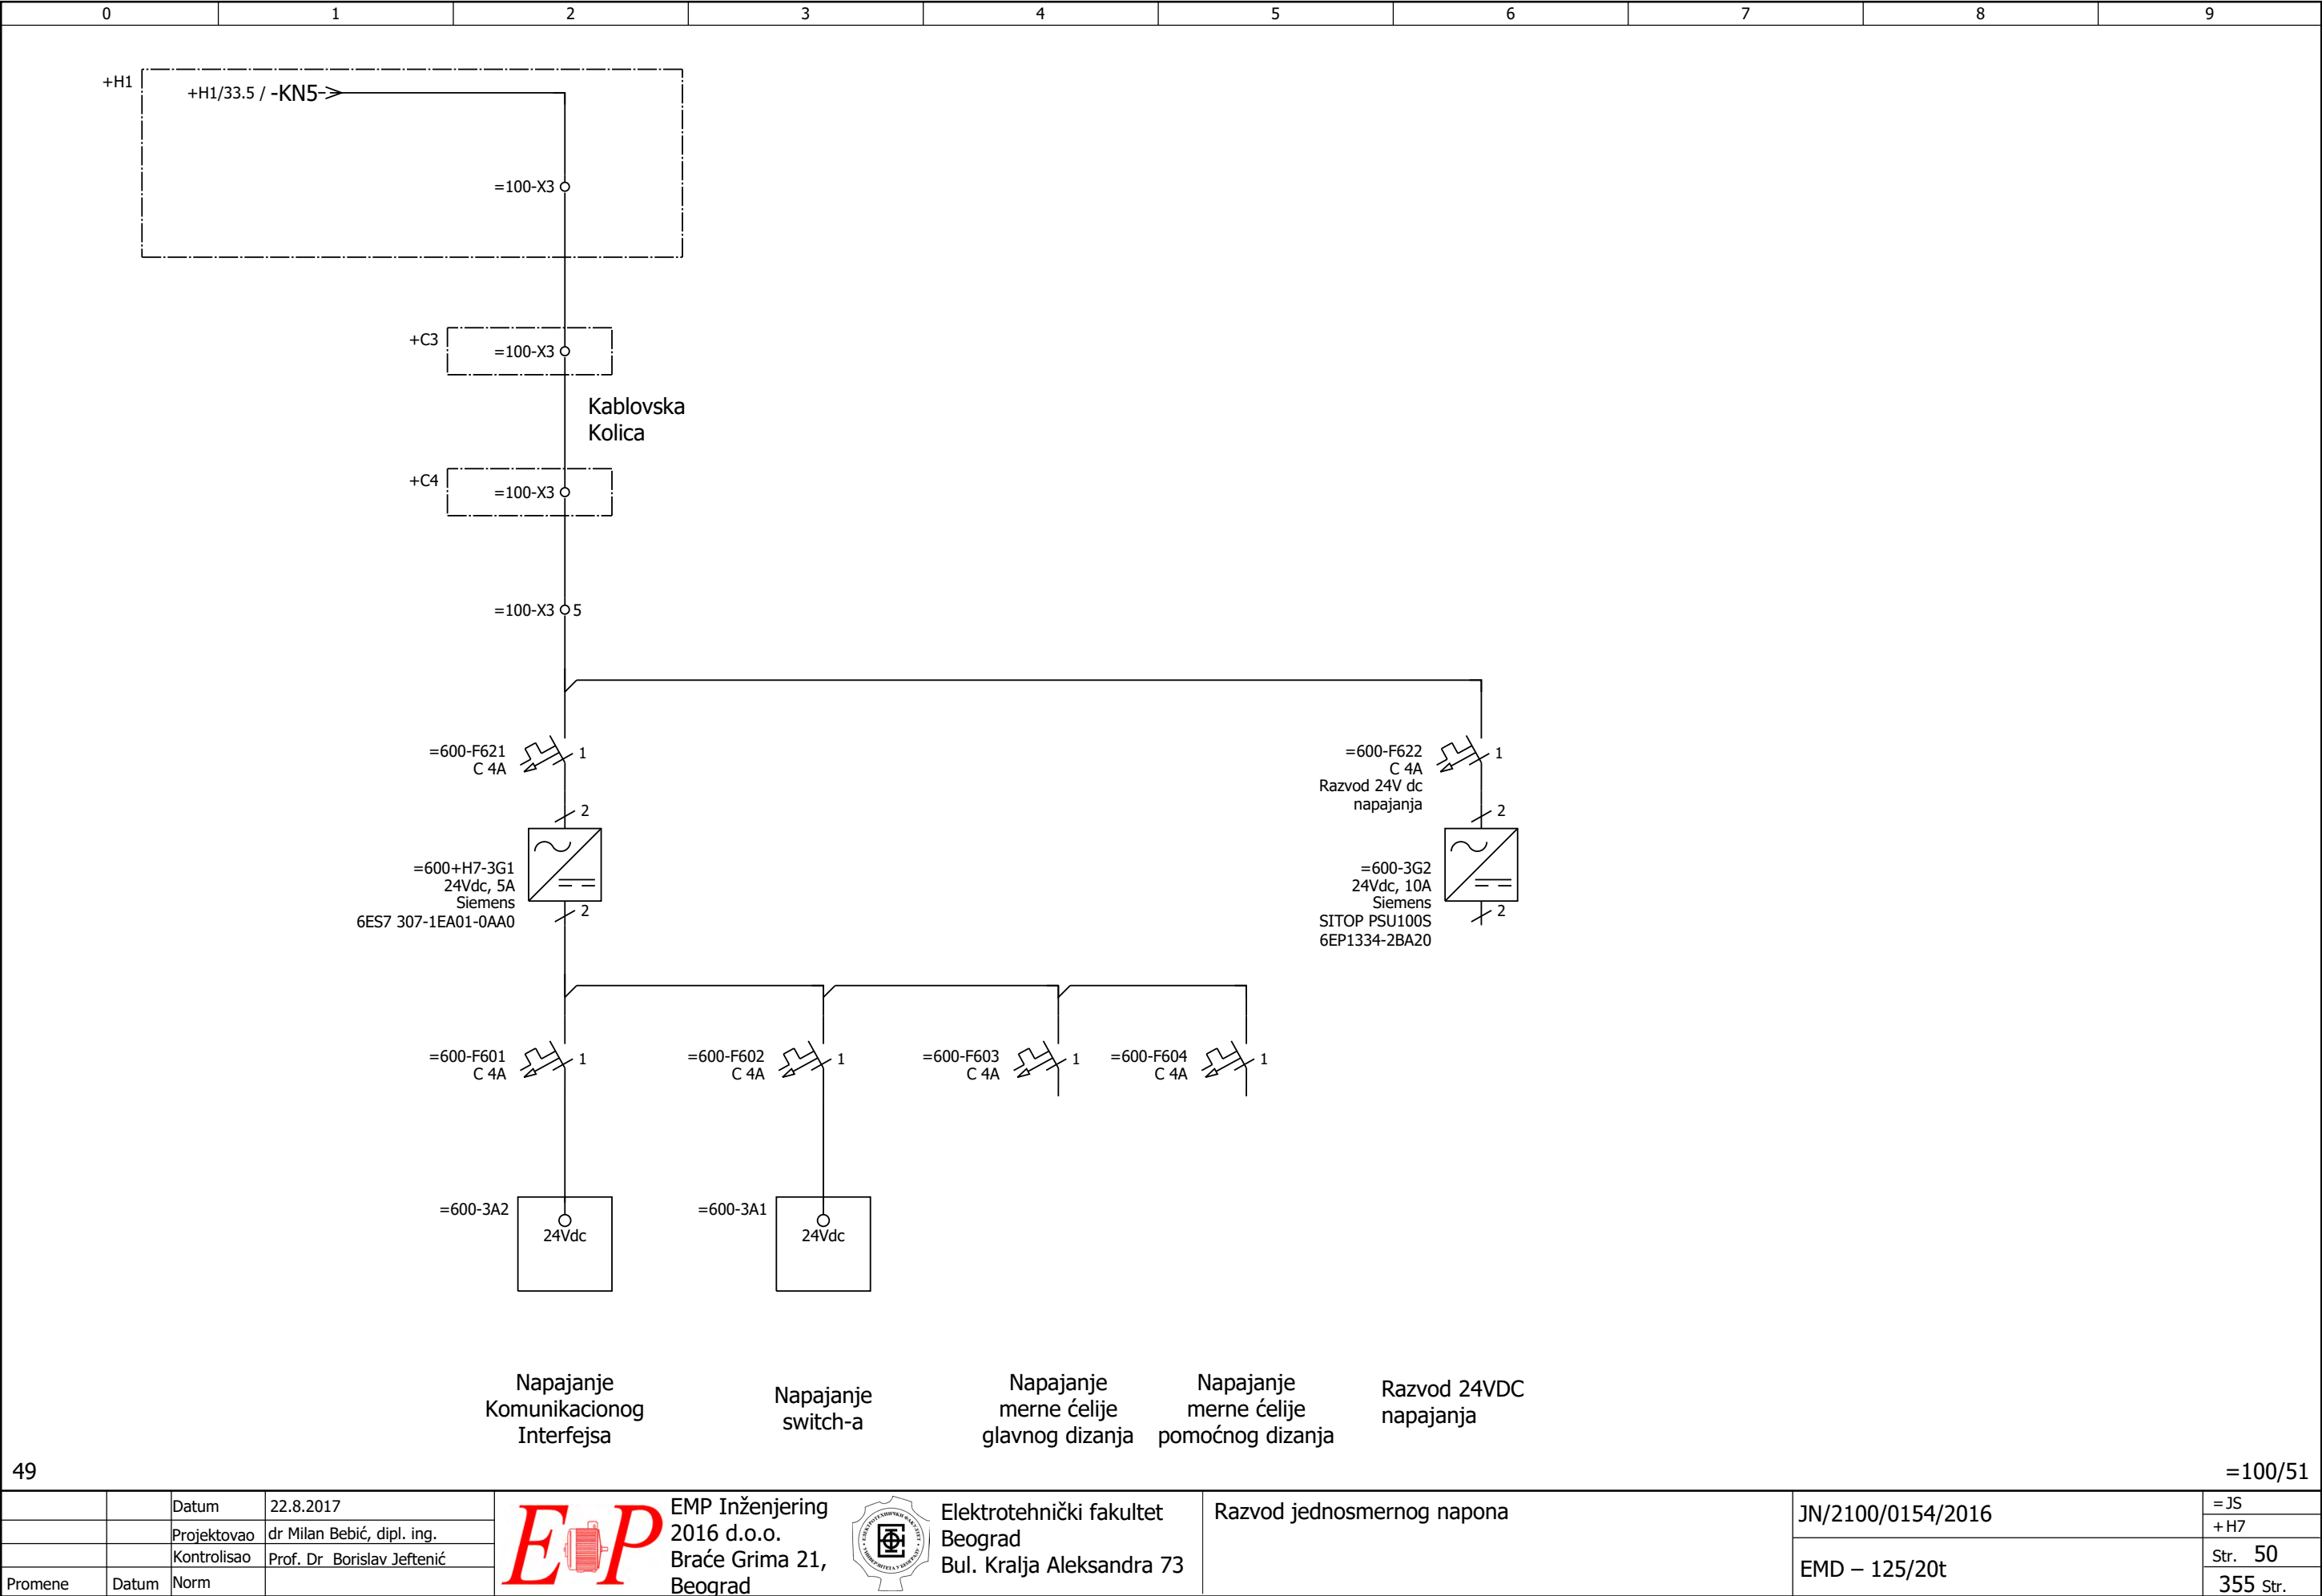 0 1 2 3 4 5 6 7 8 9
+H1
+H1/33.5 / -KN5-
=100-X3
+C3
=100-X3
Kablovska
Kolica
+C4
=100-X3
=100-X3 5
=600-F621
C 4A
1
=600-F622
C 4A
Razvod 24V dc
napajanja
1
2
=600+H7-3G1
24Vdc, 5A
Siemens
6ES7 307-1EA01-0AA0
2
2
=600-3G2
24Vdc, 10A
Siemens
SITOP PSU100S
6EP1334-2BA20
2
=600-F601
C 4A
1
=600-F602
C 4A
1
=600-F603
C 4A
1
=600-F604
C 4A
1
=600-3A2
24Vdc
=600-3A1
24Vdc
Napajanje
Komunikacionog
Interfejsa
Napajanje
switch-a
Napajanje
merne ćelije
glavnog dizanja
Napajanje
merne ćelije
pomoćnog dizanja
Razvod 24VDC
napajanja
49
=100/51
Datum 22.8.2017
Projektovao dr Milan Bebić, dipl. ing.
Kontrolisao Prof. Dr Borislav Jeftenić
Promene Datum Norm
EMP
EMP Inženjering
2016 d.o.o.
Braće Grima 21,
Beograd
Elektrotehnički fakultet
Beograd
Bul. Kralja Aleksandra 73
Razvod jednosmernog napona
JN/2100/0154/2016
EMD – 125/20t
= JS
+ H7
Str. 50
355 Str.